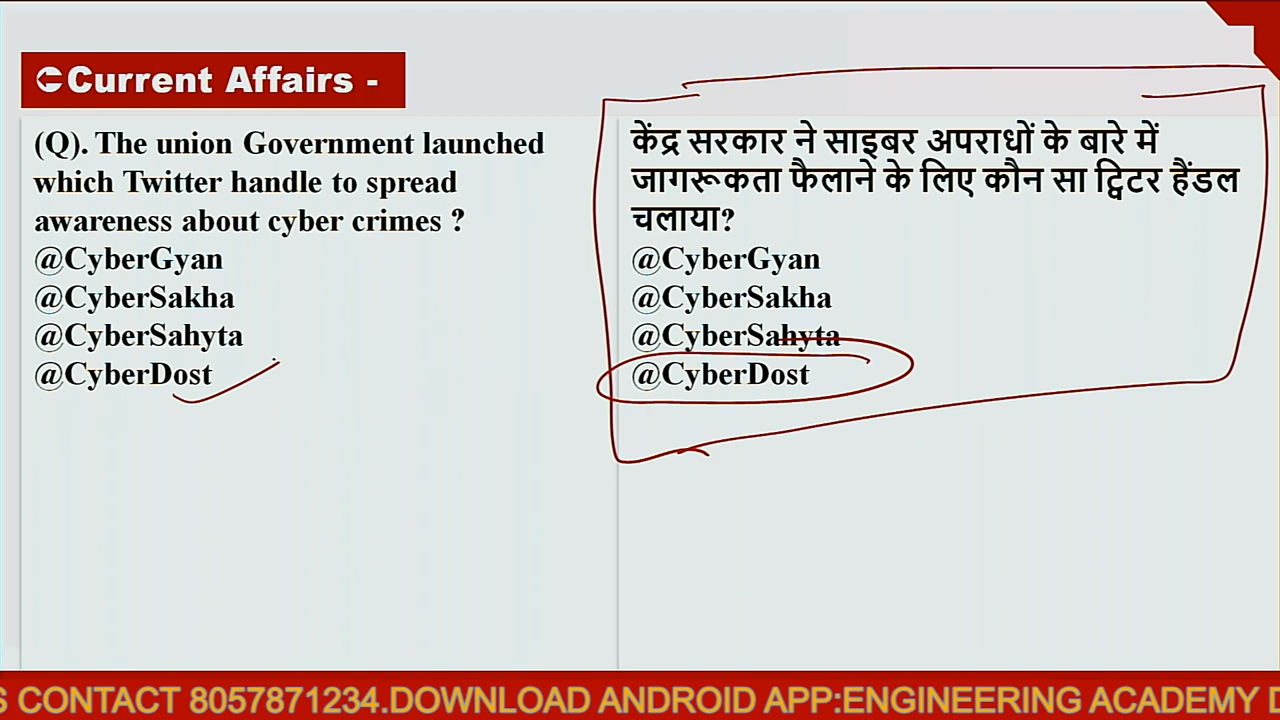 Current Affairs -
(Q). The union Government launched
which Twitter handle to spread
awareness about cyber crimes ?
@CyberGyan
@CyberSakha
@CyberSahyta
@CyberDost
केंद्र सरकार ने साइबर अपराधों के बारे में
जागरूकता फैलाने के लिए कौन सा ट्विटर हैंडल
चलाया?
@CyberGyan
@CyberSakha
@CyberSahyta
@CyberDost
S CONTACT 8057871234.DOWNLOAD ANDROID APP:ENGINEERING ACADEMY D